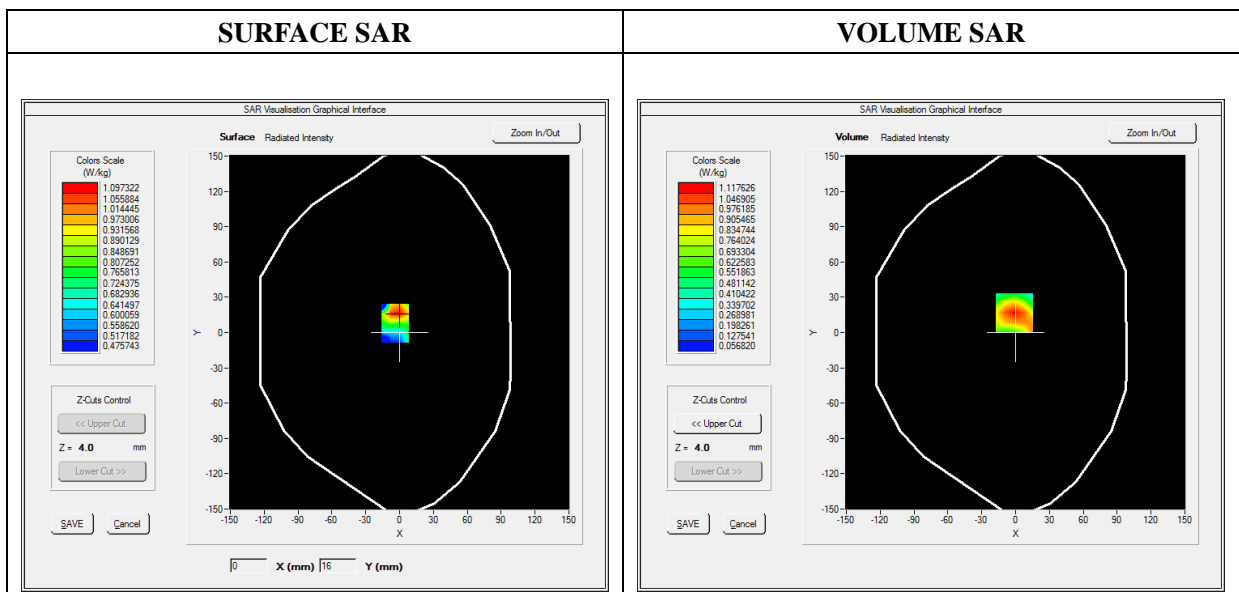 SURFACE SAR
VOLUME SAR
SAR Visualisation Graphical Interface
Surface Radiated Intensity
Zoom In/Out
Colors Scale
(W/kg)
1.097322
1.055884
1.014445
0.973006
0.931568
0.890129
0.848691
0.807252
0.765813
0.724375
0.682936
0.641497
0.600059
0.558620
0.517182
0.475743
Z-Cuts Control
<< Upper Cut
Z = 4.0 mm
Lower Cut >>
SAVE Cancel
Y
150
120
90
60
30
0
-30
-60
-90
-120
-150
-150 -120 -90 -60 -30 0 30 60 90 120 150
X
0 X (mm) 16 Y (mm)
SAR Visualisation Graphical Interface
Volume Radiated Intensity
Zoom In/Out
Colors Scale
(W/kg)
1.117626
1.046905
0.976185
0.905465
0.834744
0.764024
0.693304
0.622583
0.551863
0.481142
0.410422
0.339702
0.268981
0.198261
0.127541
0.056820
Z-Cuts Control
<< Upper Cut
Z = 4.0 mm
Lower Cut >>
SAVE Cancel
Y
150
120
90
60
30
0
-30
-60
-90
-120
-150
-150 -120 -90 -60 -30 0 30 60 90 120 150
X